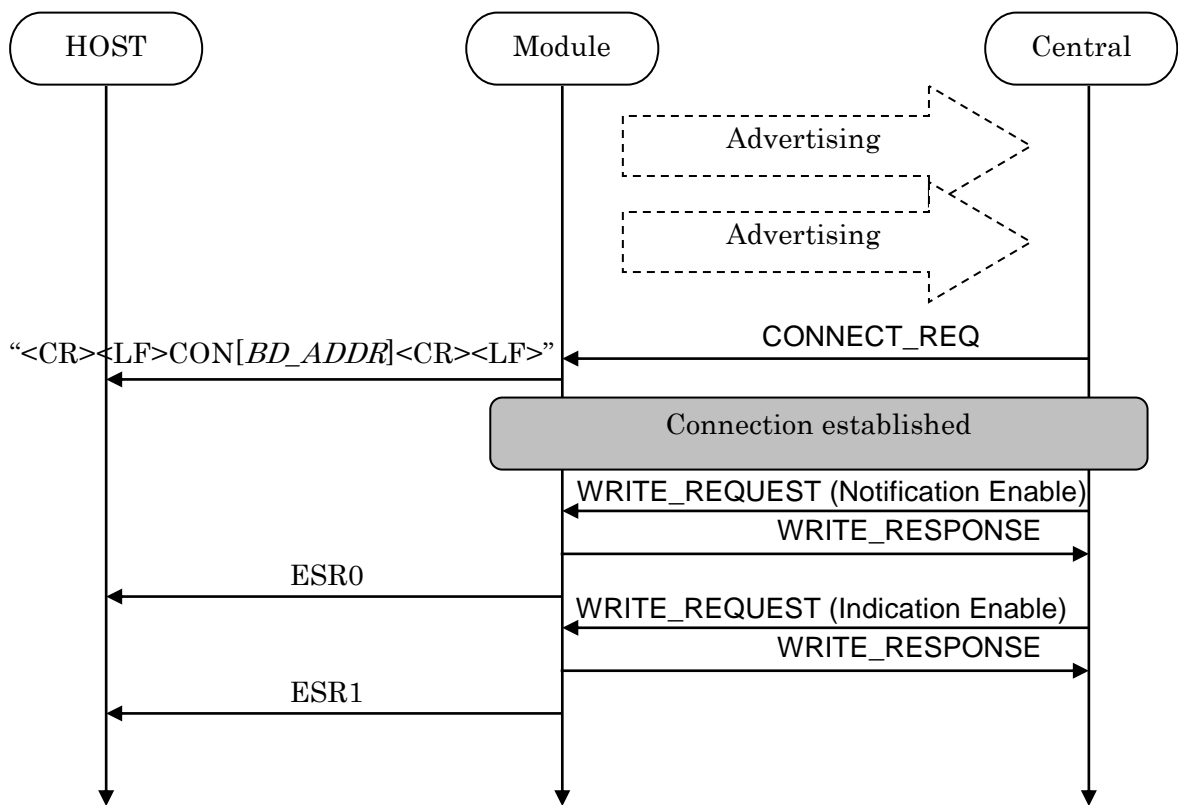 HOST
Module
Central
Advertising
Advertising
CONNECT_REQ
“<CR><LF>CON[BD_ADDR]<CR><LF>”
Connection established
WRITE_REQUEST (Notification Enable)
WRITE_RESPONSE
ESR0
WRITE_REQUEST (Indication Enable)
WRITE_RESPONSE
ESR1